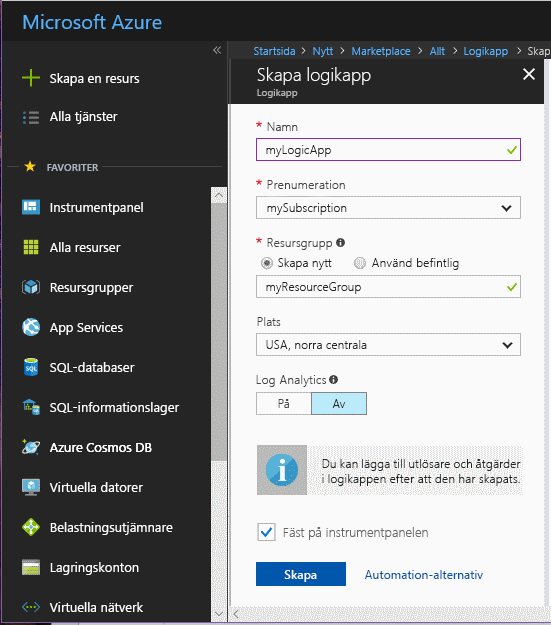 Microsoft Azure
«
Startsida > Nytt > Marketplace > Allt > Logikapp > Skap
Skapa en resurs
Alla tjänster
FAVORITER
Instrumentpanel
Alla resurser
Resursgrupper
App Services
SQL-databaser
SQL
SQL-informationslager
Azure Cosmos DB
Virtuella datorer
Belastningsutjämnare
Lagringskonton
Virtuella nätverk
Skapa logikapp
Logikapp
* Namn
myLogicApp
* Prenumeration
mySubscription
* Resursgrupp
Skapa nytt Använd befintlig
myResourceGroup
Plats
USA, norra centrala
Log Analytics
På Av
Du kan lägga till utlösare och åtgärder
i logikappen efter att den har skapats.
Fäst på instrumentpanelen
Skapa Automation-alternativ